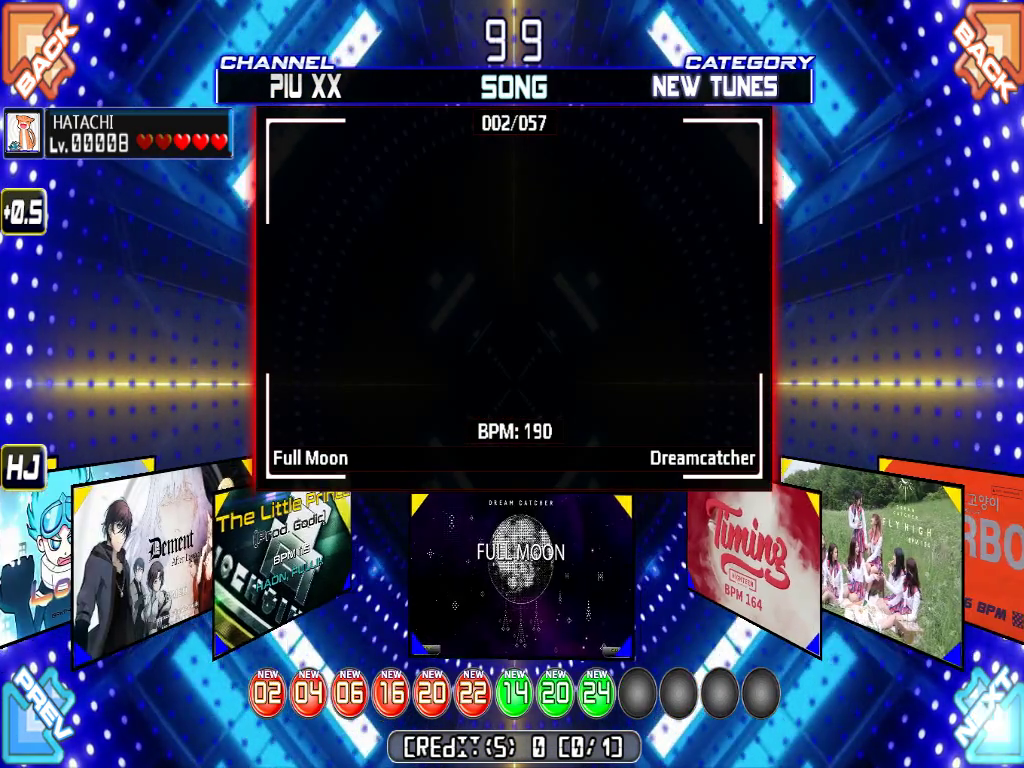 BACK
99
BACK
CHANNEL
CATEGORY
PIU XX
SONG
NEW TUNES
HATACHI
Lv.00008
002/057
+0.5
BPM: 190
Full Moon
Dreamcatcher
HJ
The Little Prince
(Prod. Godic)
Dement
DREAM CATCHER
FULL MOON
Timing
BPM 164
FLY HIGH
고양이
RBO
6 BPM
NEW NEW NEW NEW NEW NEW NEW NEW NEW
02 04 06 16 20 22 14 20 24
PREV
NEXT
CREDIT(S) 0 [0/1]